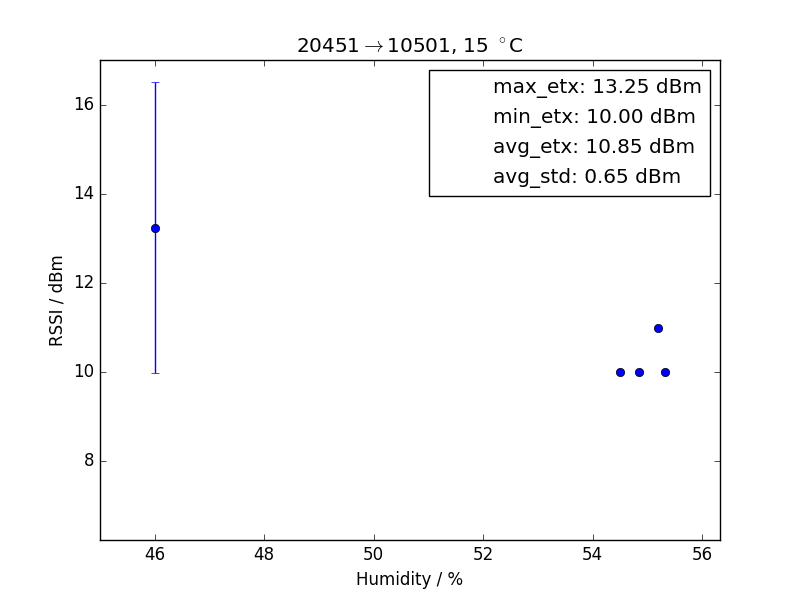 20451→10501, 15 °C
max_etx: 13.25 dBm
min_etx: 10.00 dBm
avg_etx: 10.85 dBm
avg_std: 0.65 dBm
RSSI / dBm
16
14
12
10
8
46 48 50 52 54 56
Humidity / %